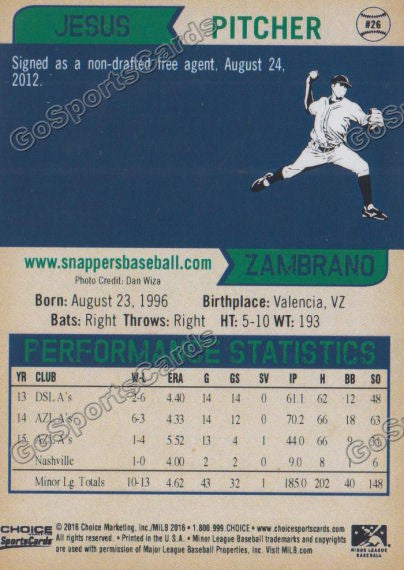 JESUS
PITCHER
#26
Signed as a non-drafted free agent, August 24,
2012.
www.snappersbaseball.com
Photo Credit: Dan Wiza
ZAMBRANO
Born: August 23, 1996 Birthplace: Valencia, VZ
Bats: Right Throws: Right HT: 5-10 WT: 193
PERFORMANCE STATISTICS
YR CLUB W-L ERA G GS SV IP H BB SO
13 DSL A's 2-6 4.40 14 14 61.1 62 12 48
14 AZL A's 6-3 4.33 14 12 70.2 66 18 63
15 AZL A's 1-4 5.52 13 4 1 44.0 66 9
Nashville 1-0 4.00 2 2 9.0 8 1 6
Minor Lg Totals 10-13 4.62 43 32 1 185.0 202 40 148
CHOICE
SportsCards
© 2016 Choice Marketing, Inc./MiLB 2016 • 1.800.999.CHOICE • www.choicesportscards.com
• Printed in the U.S.A. • Minor League Baseball trademarks and copyrights
are used with permission of Major League Baseball Properties, Inc. Visit MiLB.com
MINOR LEAGUE
BASEBALL
GoSportsCards
GoSportsCards
GoSportsCards
GoSportsCards